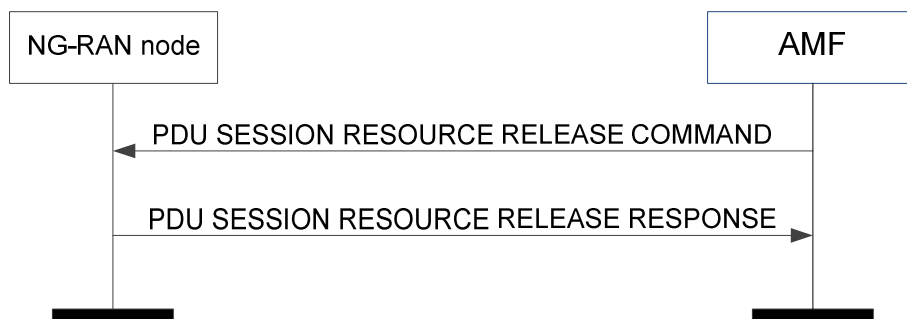 NG-RAN node
AMF
PDU SESSION RESOURCE RELEASE COMMAND
PDU SESSION RESOURCE RELEASE RESPONSE